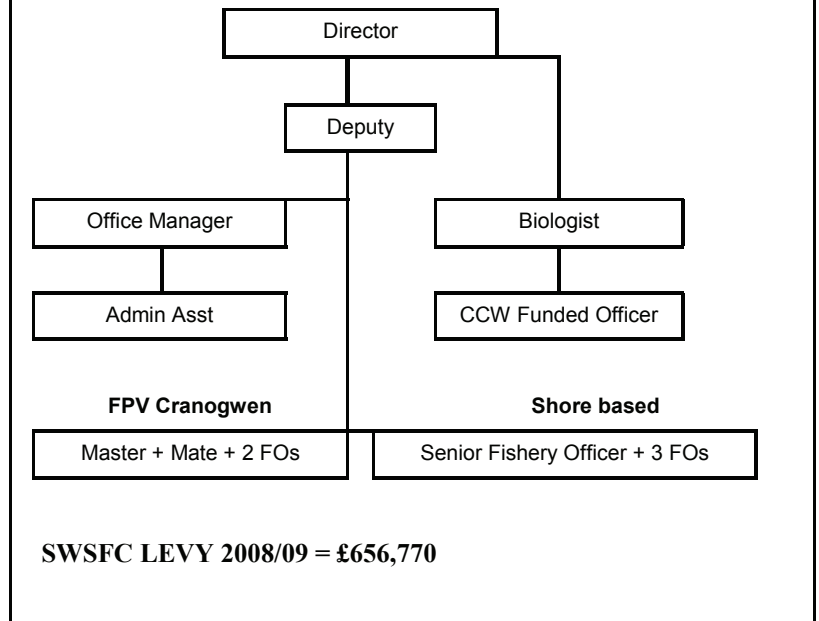 Director
Deputy
Office Manager
Biologist
Admin Asst
CCW Funded Officer
FPV Cranogwen
Shore based
Master + Mate + 2 FOs
Senior Fishery Officer + 3 FOs
SWSFC LEVY 2008/09 = £656,770